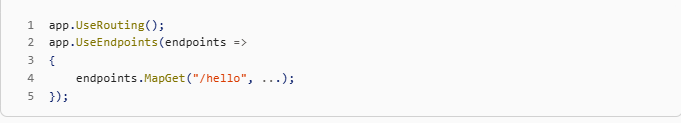 1 app.UseRouting();
2 app.UseEndpoints(endpoints =>
3 {
4     endpoints.MapGet("/hello", ...);
5 });